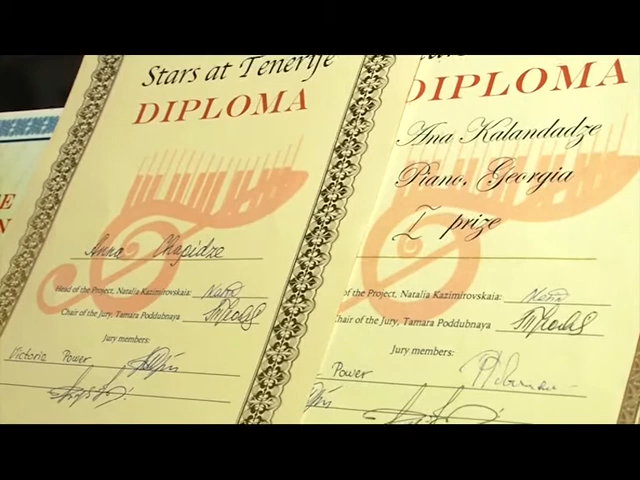 Stars at Tenerife
DIPLOMA
Anna Chagidze
Head of the Project, Natalia Kazimirovskaia:
Chair of the Jury, Tamara Poddubnaya
Jury members:
Victoria Power
DIPLOMA
Ana Kalandadze
Piano, Georgia
I prize
of the Project, Natalia Kazimirovskaia:
Chair of the Jury, Tamara Poddubnaya
Jury members:
Power